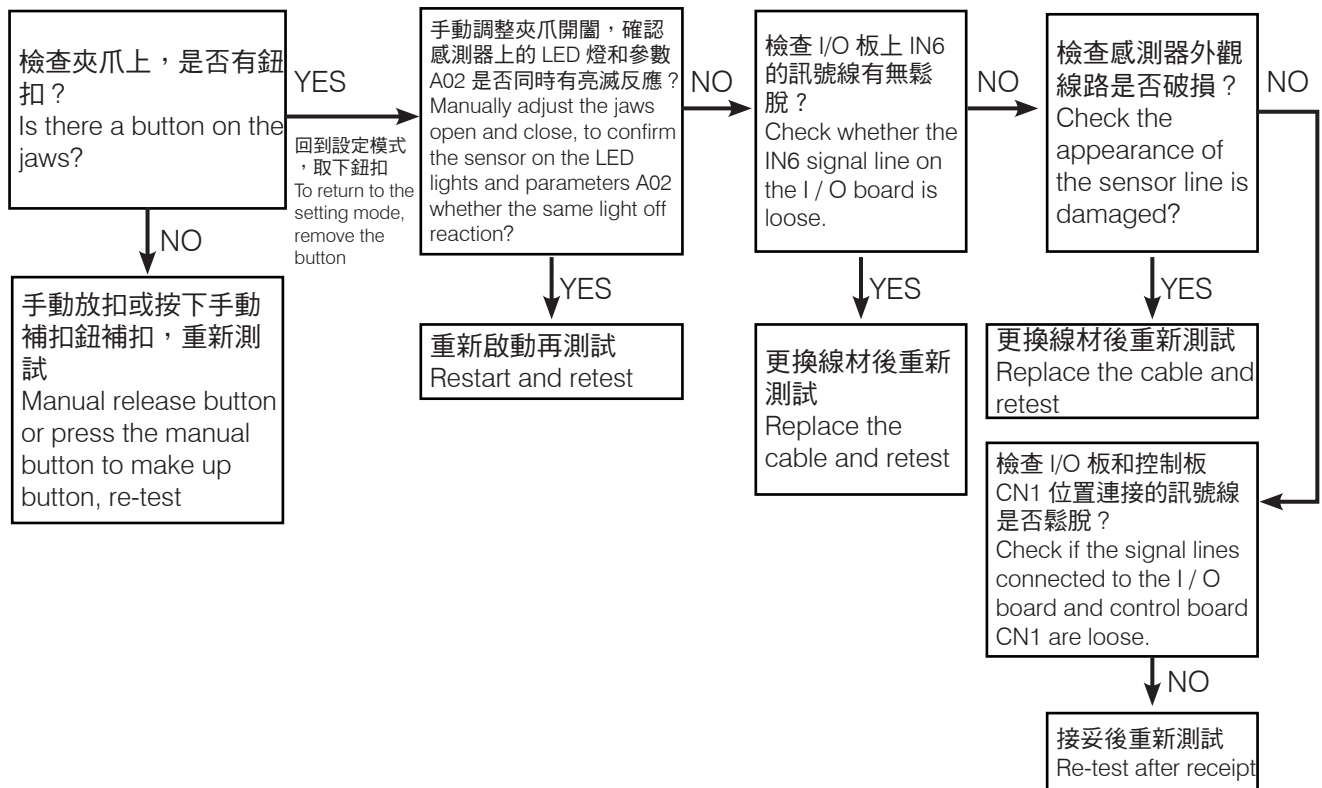 檢查夾爪上，是否有鈕
扣？
Is there a button on the
jaws?
YES
回到設定模式
，取下鈕扣
To return to the
setting mode,
remove the
button
NO
手動放扣或按下手動
補扣鈕補扣，重新測
試
Manual release button
or press the manual
button to make up
button, re-test
手動調整夾爪開闔，確認
感測器上的 LED 燈和參數
A02 是否同時有亮滅反應？
Manually adjust the jaws
open and close, to confirm
the sensor on the LED
lights and parameters A02
whether the same light off
reaction?
NO
YES
重新啟動再測試
Restart and retest
檢查 I/O 板上 IN6
的訊號線有無鬆
脫？
Check whether the
IN6 signal line on
the I / O board is
loose.
NO
YES
更換線材後重新
測試
Replace the
cable and retest
檢查感測器外觀
線路是否破損？
Check the
appearance of
the sensor line is
damaged?
NO
YES
更換線材後重新測試
Replace the cable and
retest
檢查 I/O 板和控制板
CN1 位置連接的訊號線
是否鬆脫？
Check if the signal lines
connected to the I / O
board and control board
CN1 are loose.
NO
接妥後重新測試
Re-test after receipt